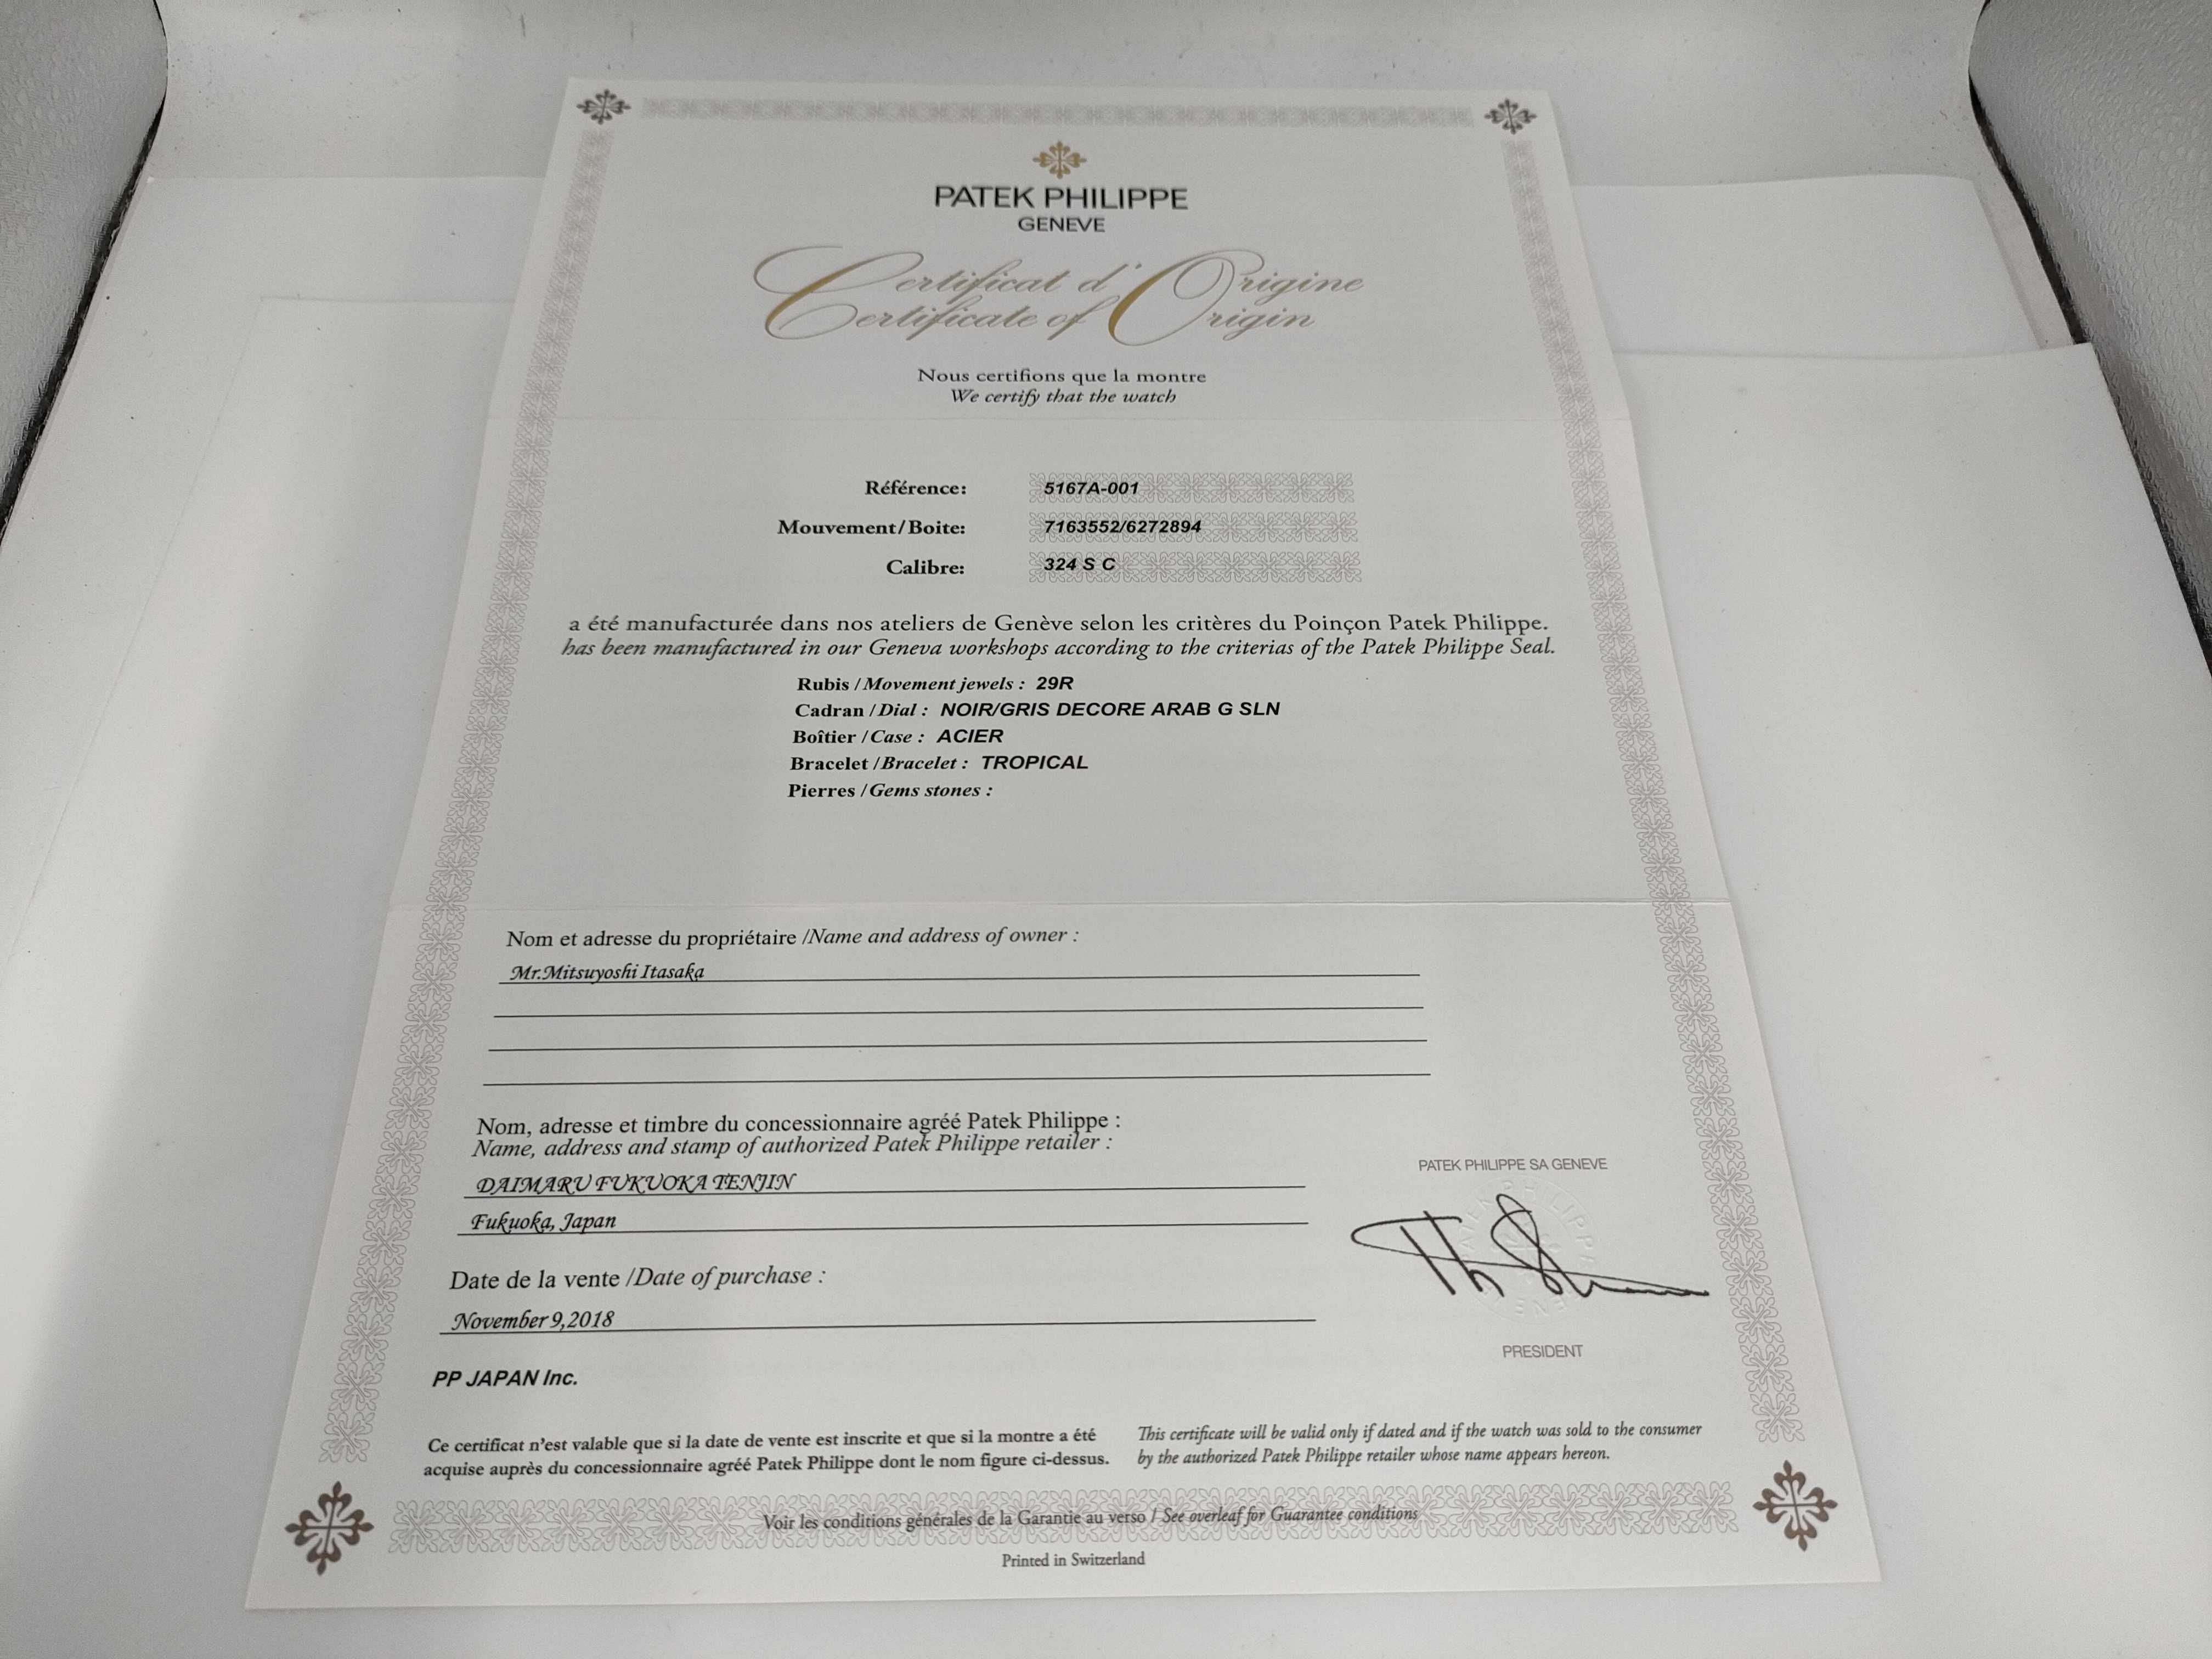 PATEK PHILIPPE
GENEVE
Certificat d'Origine
Certificate of Origin
Nous certifions que la montre
We certify that the watch
Référence: 5167A-001
Mouvement/Boite: 7163552/6272894
Calibre: 324 S C
a été manufacturée dans nos ateliers de Genève selon les critères du Poinçon Patek Philippe.
has been manufactured in our Geneva workshops according to the criterias of the Patek Philippe Seal.
Rubis / Movement jewels : 29R
Cadran / Dial : NOIR/GRIS DECORE ARAB G SLN
Boîtier / Case : ACIER
Bracelet / Bracelet : TROPICAL
Pierres / Gems stones :
Nom et adresse du propriétaire /Name and address of owner :
Mr.Mitsuyoshi Itasaka
Nom, adresse et timbre du concessionnaire agréé Patek Philippe :
Name, address and stamp of authorized Patek Philippe retailer :
DAIMARU FUKUOKA TENJIN
Fukuoka, Japan
Date de la vente /Date of purchase :
November 9,2018
PP JAPAN Inc.
PATEK PHILIPPE SA GENEVE
PRESIDENT
Ce certificat n'est valable que si la date de vente est inscrite et que si la montre a été
acquise auprès du concessionnaire agréé Patek Philippe dont le nom figure ci-dessus.
This certificate will be valid only if dated and if the watch was sold to the consumer
by the authorized Patek Philippe retailer whose name appears hereon.
Voir les conditions générales de la Garantie au verso / See overleaf for Guarantee conditions
Printed in Switzerland